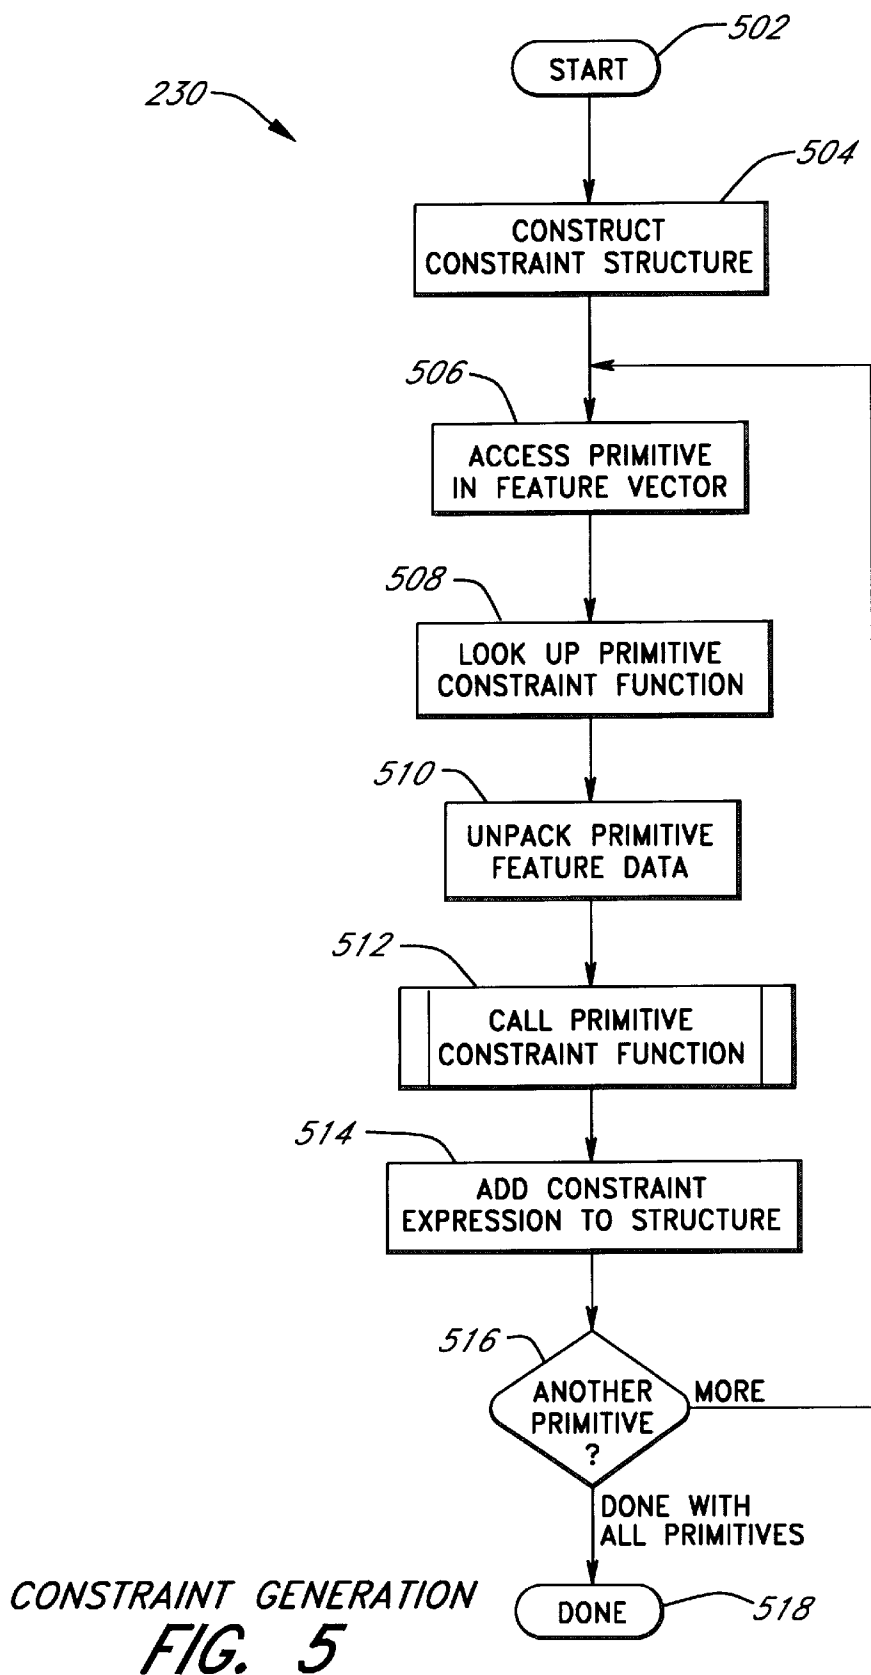 502
START
230
504
CONSTRUCT
CONSTRAINT STRUCTURE
506
ACCESS PRIMITIVE
IN FEATURE VECTOR
508
LOOK UP PRIMITIVE
CONSTRAINT FUNCTION
510
UNPACK PRIMITIVE
FEATURE DATA
512
CALL PRIMITIVE
CONSTRAINT FUNCTION
514
ADD CONSTRAINT
EXPRESSION TO STRUCTURE
516
ANOTHER
PRIMITIVE
?
MORE
DONE WITH
ALL PRIMITIVES
DONE
518
CONSTRAINT GENERATION
FIG. 5